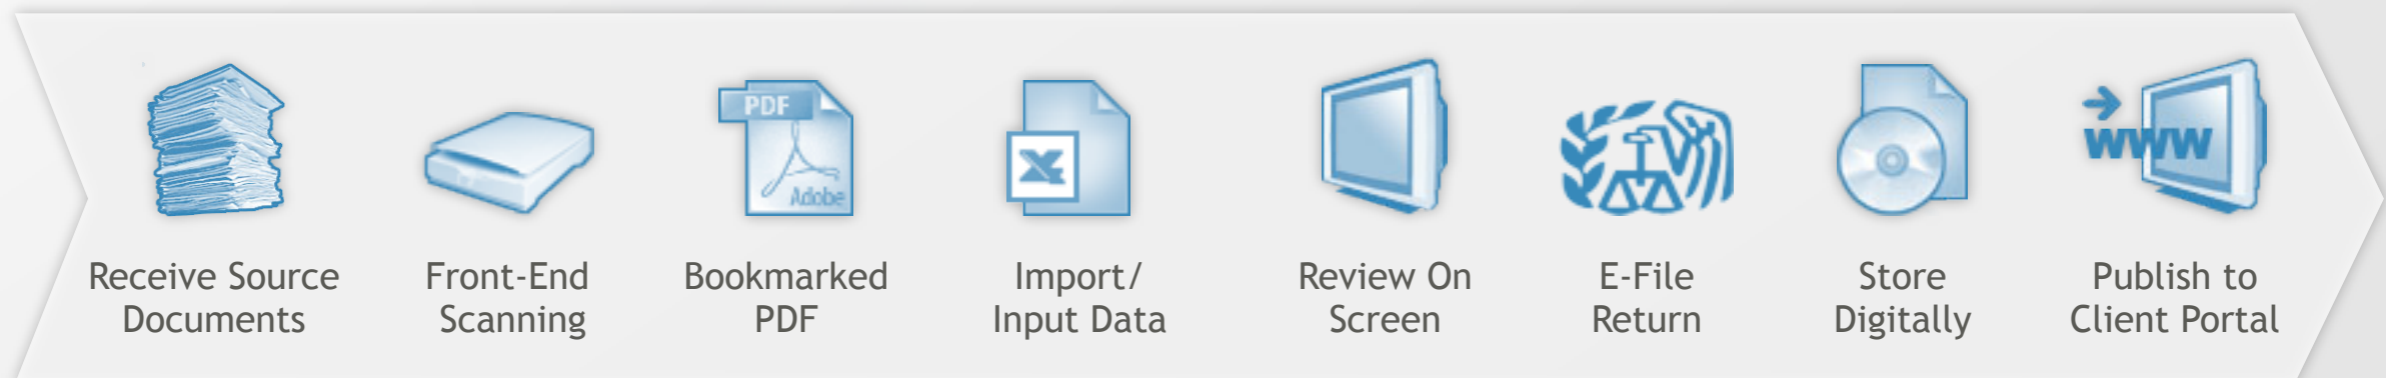 PDF
Adobe
X
www
Receive Source
Documents
Front-End
Scanning
Bookmarked
PDF
Import/
Input Data
Review On
Screen
E-File
Return
Store
Digitally
Publish to
Client Portal